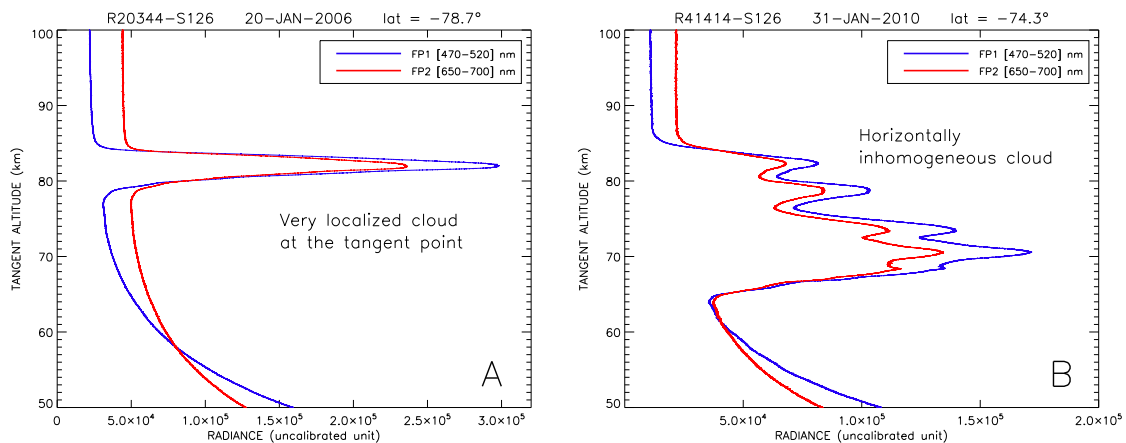 R20344-S126 20-JAN-2006 lat = -78.7°
100
90
80
70
60
50
TANGENT ALTITUDE (km)
FP1 [470-520] nm
FP2 [650-700] nm
Very localized cloud
at the tangent point
A
0 5.0×10⁴ 1.0×10⁵ 1.5×10⁵ 2.0×10⁵ 2.5×10⁵ 3.0×10⁵
RADIANCE (uncalibrated unit)
R41414-S126 31-JAN-2010 lat = -74.3°
100
90
80
70
60
50
TANGENT ALTITUDE (km)
FP1 [470-520] nm
FP2 [650-700] nm
Horizontally
inhomogeneous cloud
B
5.0×10⁴ 1.0×10⁵ 1.5×10⁵ 2.0×10⁵
RADIANCE (uncalibrated unit)